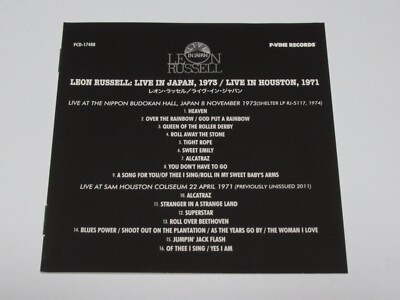 PCD-17488
LEON
IN JAPAN
RUSSELL
P-VINE RECORDS
LEON RUSSELL: LIVE IN JAPAN, 1973 / LIVE IN HOUSTON, 1971
レオン・ラッセル/ライヴ・イン・ジャパン
LIVE AT THE NIPPON BUDOKAN HALL, JAPAN 8 NOVEMBER 1973(SHELTER LP RJ-5117, 1974)
1. HEAVEN
2. OVER THE RAINBOW / GOD PUT A RAINBOW
3. QUEEN OF THE ROLLER DERBY
4. ROLL AWAY THE STONE
5. TIGHT ROPE
6. SWEET EMILY
7. ALCATRAZ
8. YOU DON'T HAVE TO GO
9. A SONG FOR YOU/OF THEE I SING/ROLL IN MY SWEET BABY'S ARMS
LIVE AT SAM HOUSTON COLISEUM 22 APRIL 1971 (PREVIOUSLY UNISSUED 2011)
10. ALCATRAZ
11. STRANGER IN A STRANGE LAND
12. SUPERSTAR
13. ROLL OVER BEETHOVEN
14. BLUES POWER / SHOOT OUT ON THE PLANTATION / AS THE YEARS GO BY / THE WOMAN I LOVE
15. JUMPIN' JACK FLASH
16. OF THEE I SING / YES I AM